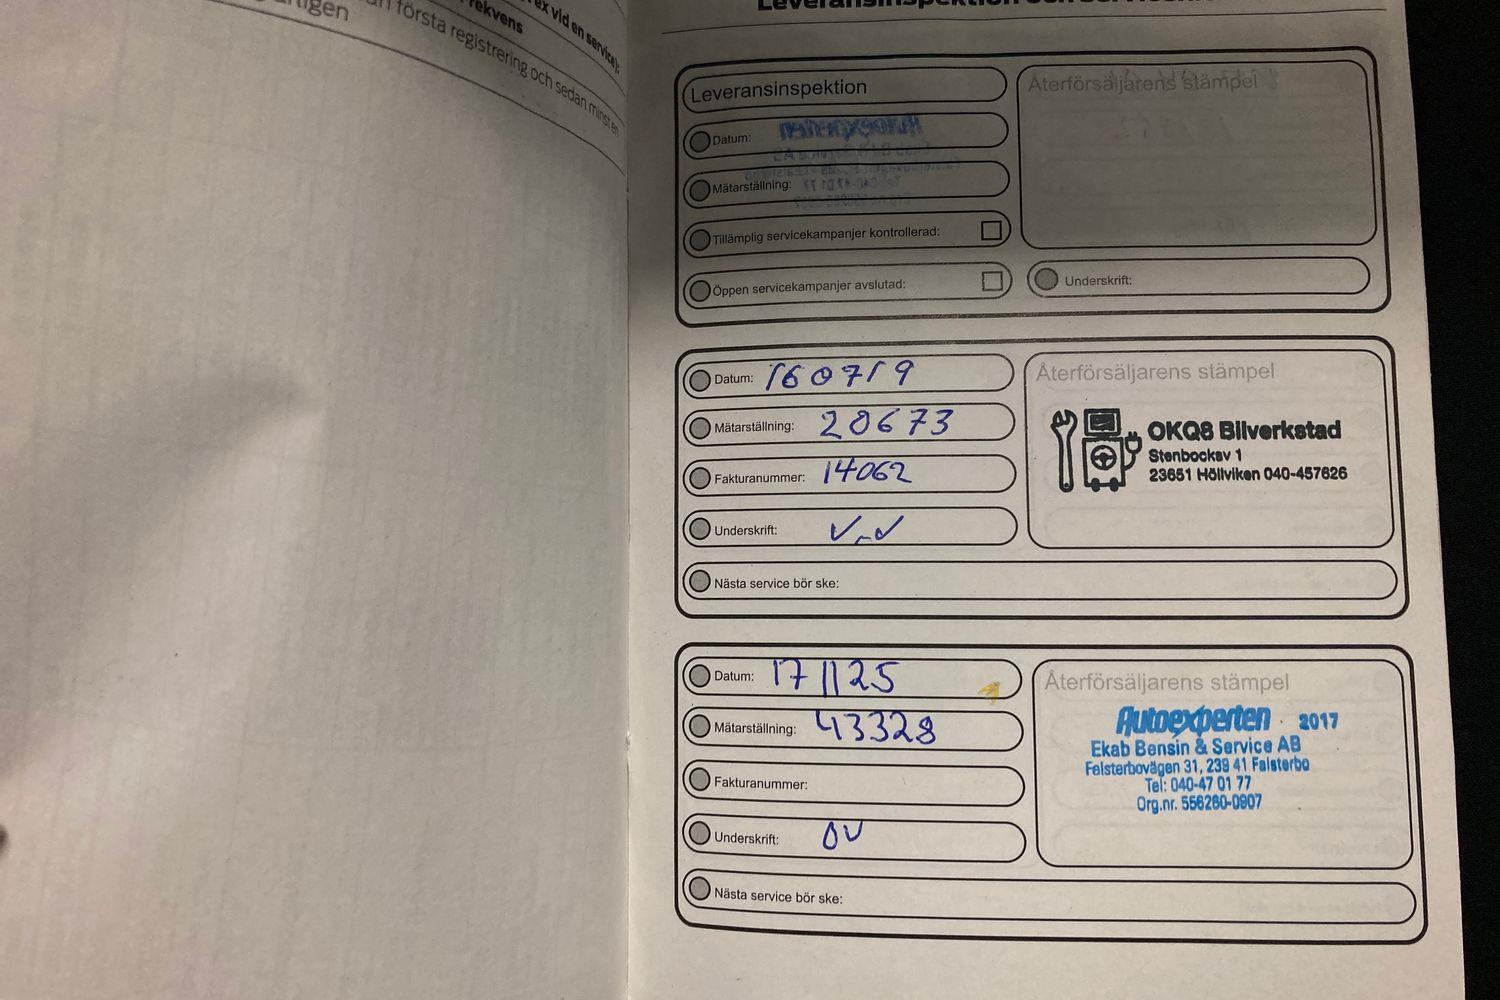 ex vid en service):
rekvens
första registrering och sedan minst en
Leveransinspektion
Datum:
Mätarställning:
Tillämplig servicekampanjer kontrollerad:
Öppen servicekampanjer avslutad:
Återförsäljarens stämpel
Underskrift:
Datum: 160719
Mätarställning: 20673
Fakturanummer: 14062
Underskrift:
Nästa service bör ske:
Återförsäljarens stämpel
OKQ8 Bilverkstad
Stenbocksv 1
23651 Höllviken 040-457626
Datum: 171125
Mätarställning: 43328
Fakturanummer:
Underskrift: OV
Nästa service bör ske:
Återförsäljarens stämpel
Autoexperten 2017
Ekab Bensin & Service AB
Falsterbovägen 31, 239 41 Falsterbo
Tel: 040-47 01 77
Org.nr. 556260-0907